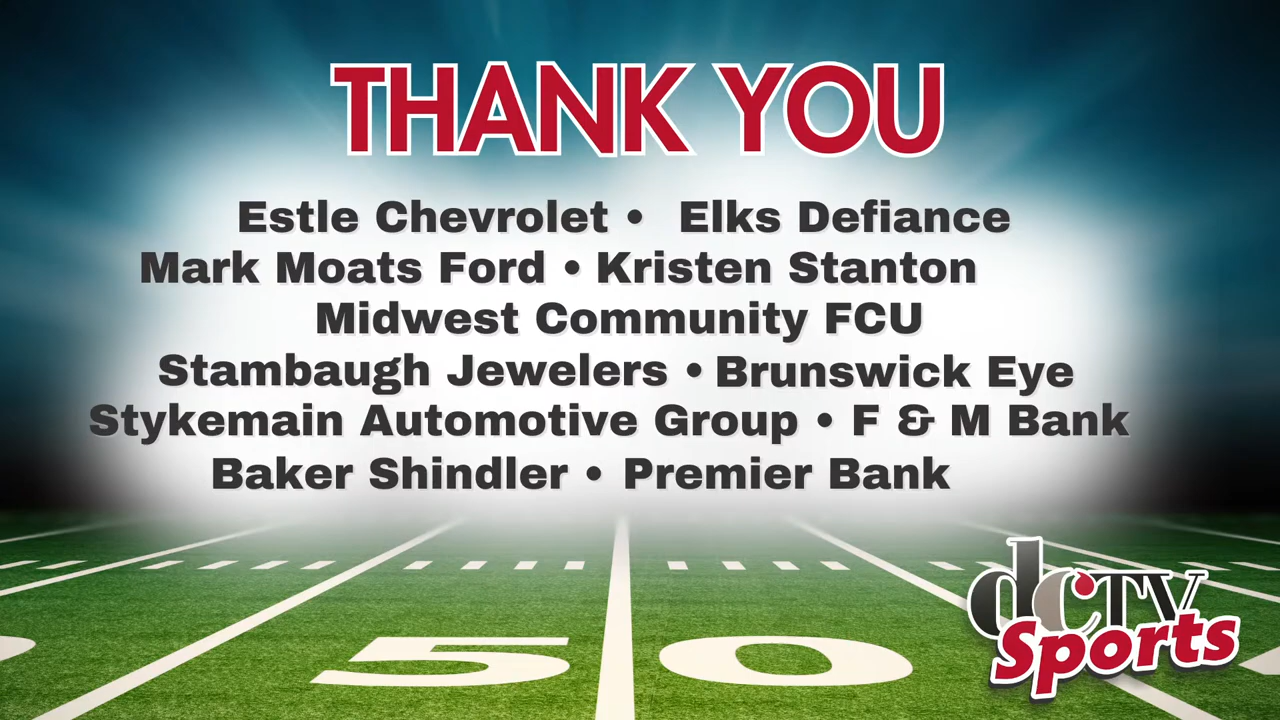 THANK YOU
Estle Chevrolet • Elks Defiance
Mark Moats Ford • Kristen Stanton
Midwest Community FCU
Stambaugh Jewelers • Brunswick Eye
Stykemain Automotive Group • F & M Bank
Baker Shindler • Premier Bank
dctv
Sports
50